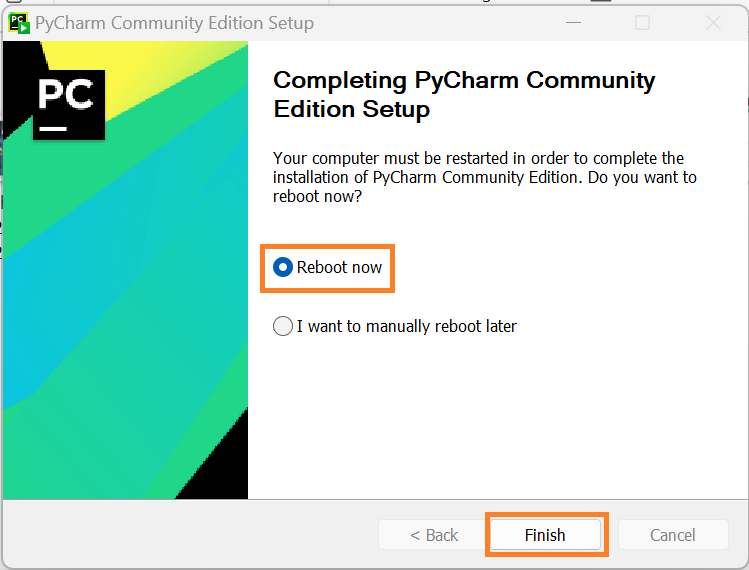 PyCharm Community Edition Setup
PC
Completing PyCharm Community
Edition Setup
Your computer must be restarted in order to complete the
installation of PyCharm Community Edition. Do you want to
reboot now?
Reboot now
I want to manually reboot later
< Back
Finish
Cancel